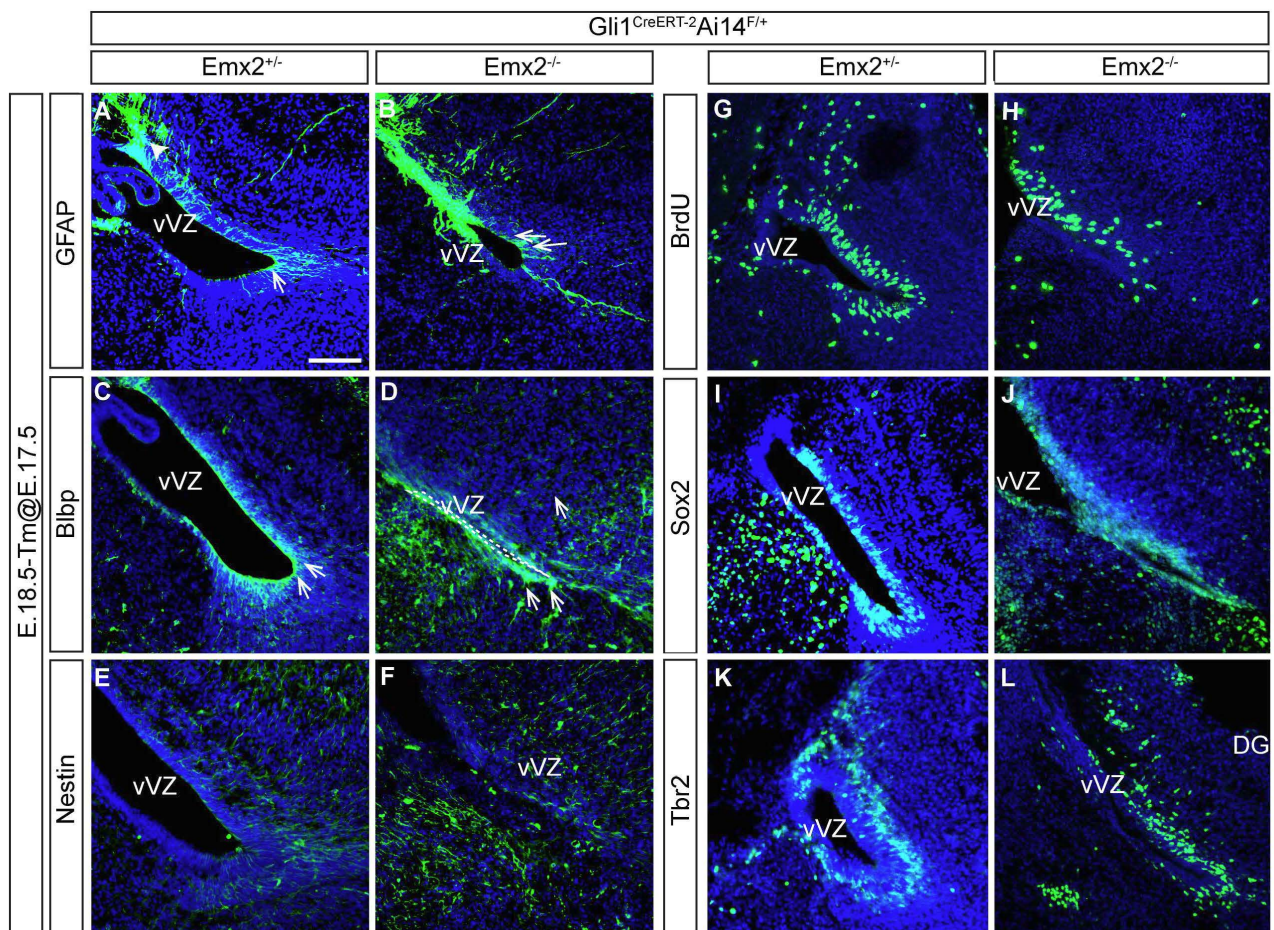 Gli1CreERT-2Ai14F/+
Emx2+/-
Emx2-/-
Emx2+/-
Emx2-/-
E.18.5-Tm@E.17.5
GFAP
A
vVZ
B
vVZ
BrdU
G
vVZ
H
vVZ
Blbp
C
vVZ
D
vVZ
Sox2
I
vVZ
J
vVZ
Nestin
E
vVZ
F
vVZ
Tbr2
K
vVZ
L
DG
vVZ